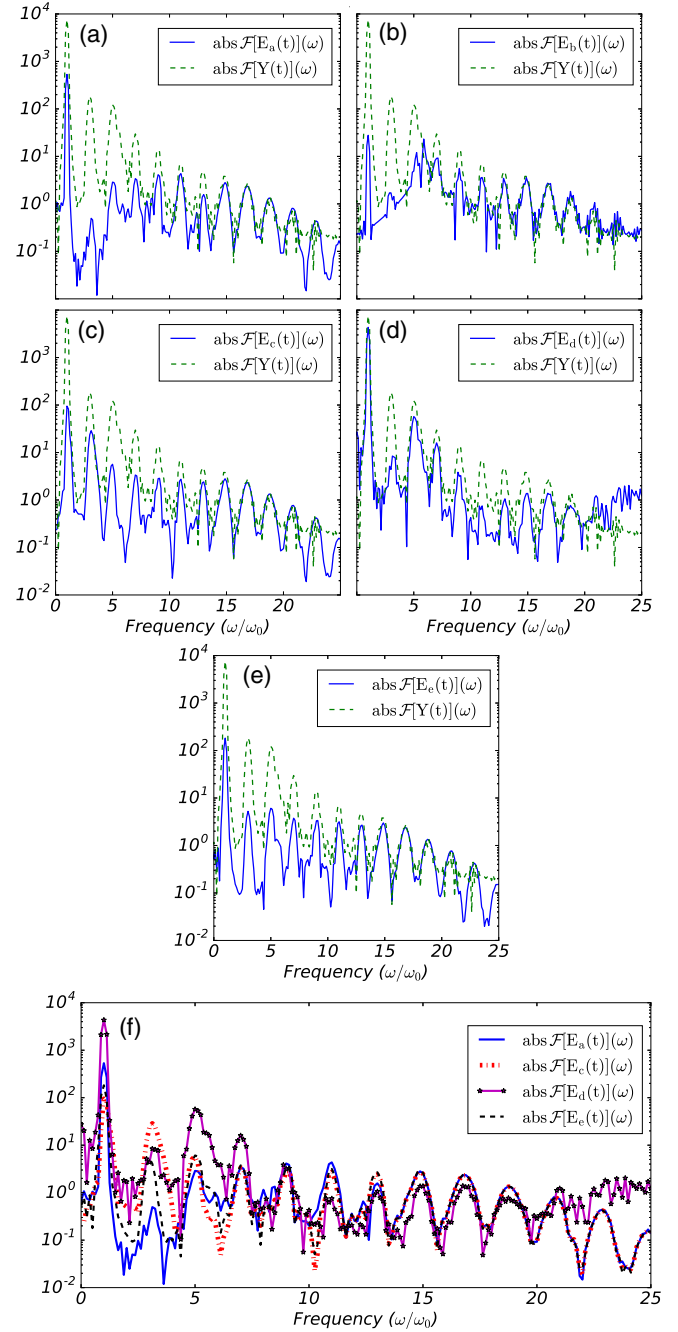 (a)
abs F[E_a(t)](ω)
abs F[Y(t)](ω)
10^4
10^3
10^2
10^1
10^0
10^-1
0 5 10 15 20
(b)
abs F[E_b(t)](ω)
abs F[Y(t)](ω)
(c)
abs F[E_c(t)](ω)
abs F[Y(t)](ω)
10^3
10^2
10^1
10^0
10^-1
10^-2
0 5 10 15 20
Frequency (ω/ω_0)
(d)
abs F[E_d(t)](ω)
abs F[Y(t)](ω)
5 10 15 20 25
Frequency (ω/ω_0)
(e)
abs F[E_e(t)](ω)
abs F[Y(t)](ω)
10^4
10^3
10^2
10^1
10^0
10^-1
10^-2
0 5 10 15 20 25
Frequency (ω/ω_0)
(f)
abs F[E_a(t)](ω)
abs F[E_c(t)](ω)
abs F[E_d(t)](ω)
abs F[E_e(t)](ω)
10^4
10^3
10^2
10^1
10^0
10^-1
10^-2
0 5 10 15 20 25
Frequency (ω/ω_0)